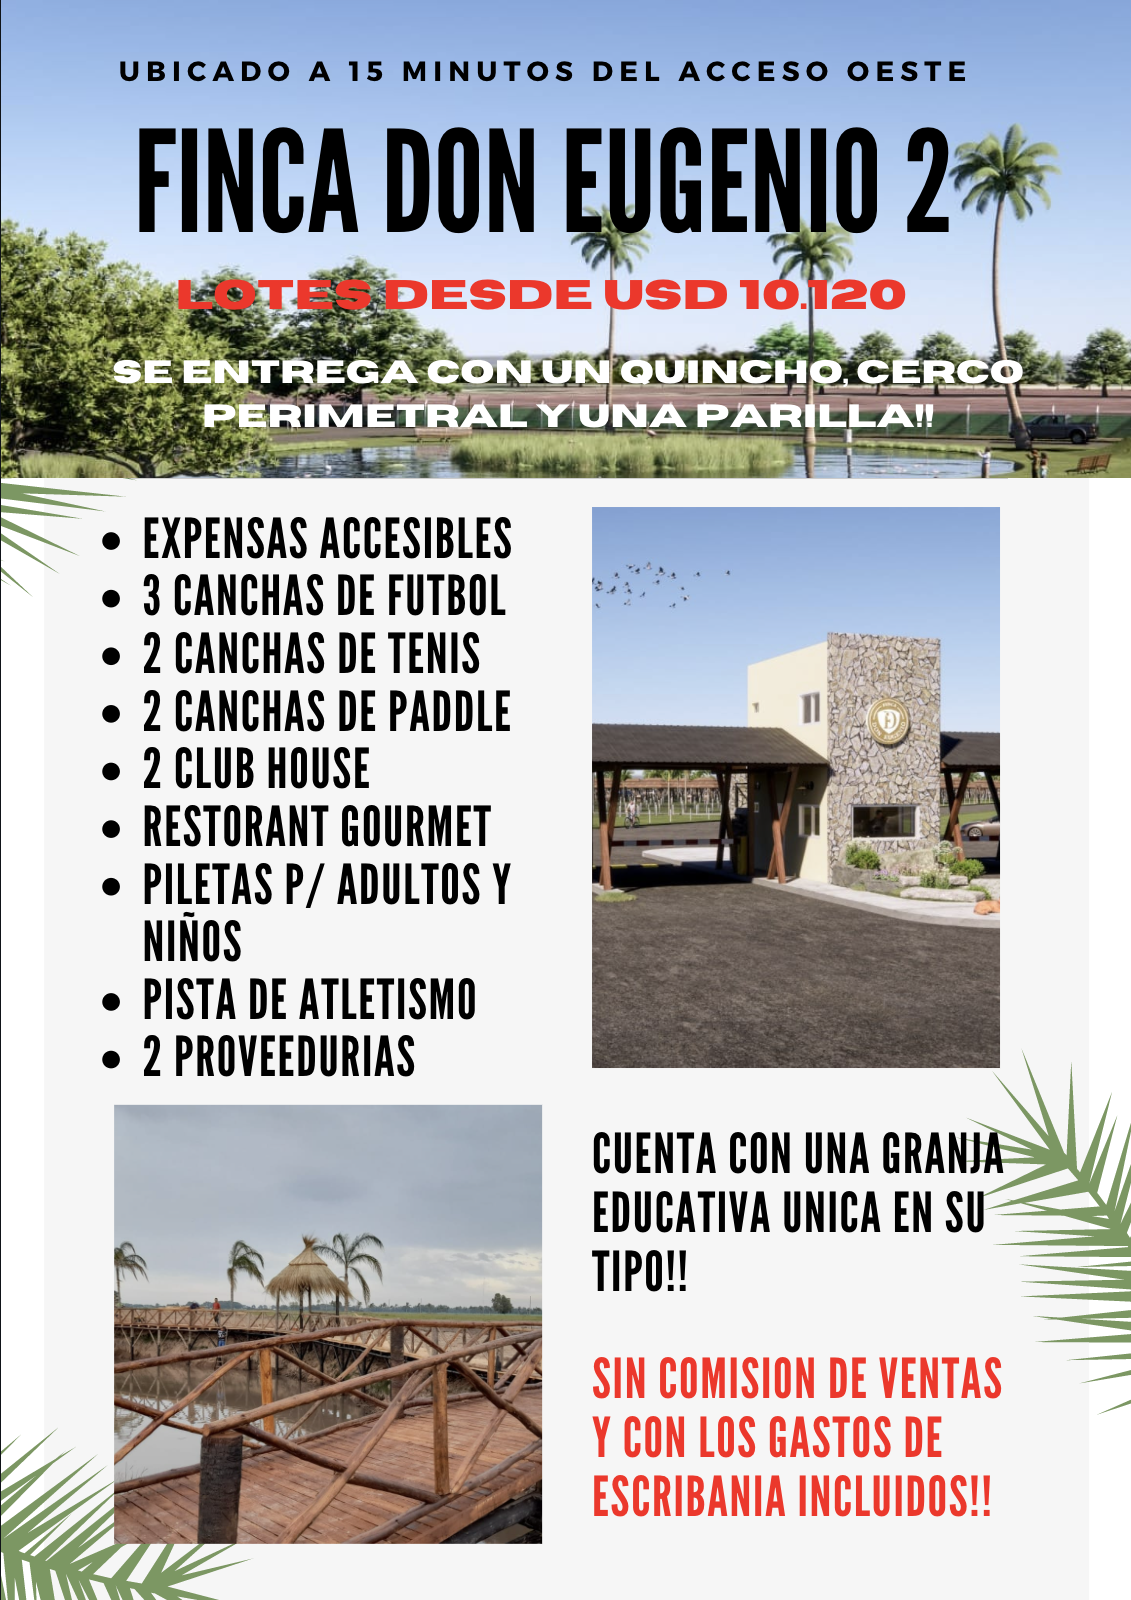 UBICADO A 15 MINUTOS DEL ACCESO OESTE
FINCA DON EUGENIO 2
LOTES DESDE USD 10.120
SE ENTREGA CON UN QUINCHO, CERCO
PERIMETRAL Y UNA PARILLA!!
• EXPENSAS ACCESIBLES
• 3 CANCHAS DE FUTBOL
• 2 CANCHAS DE TENIS
• 2 CANCHAS DE PADDLE
• 2 CLUB HOUSE
• RESTORANT GOURMET
• PILETAS P/ ADULTOS Y
NIÑOS
• PISTA DE ATLETISMO
• 2 PROVEEDURIAS
CUENTA CON UNA GRANJA
EDUCATIVA UNICA EN SU
TIPO!!
SIN COMISION DE VENTAS
Y CON LOS GASTOS DE
ESCRIBANIA INCLUIDOS!!